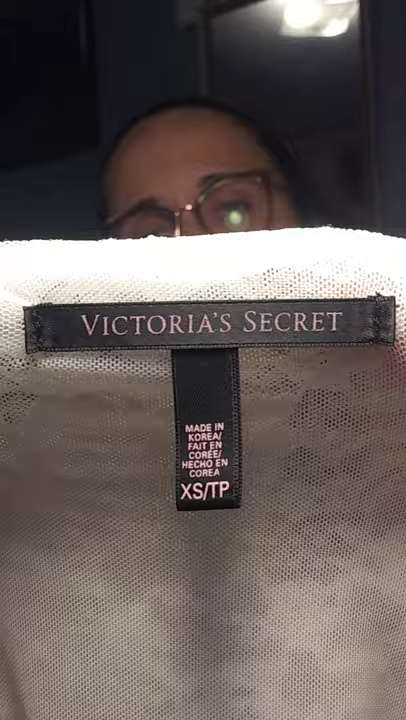 VICTORIA'S SECRET
MADE IN
KOREA/
FAIT EN
CORÉE/
HECHO EN
COREA
XS/TP